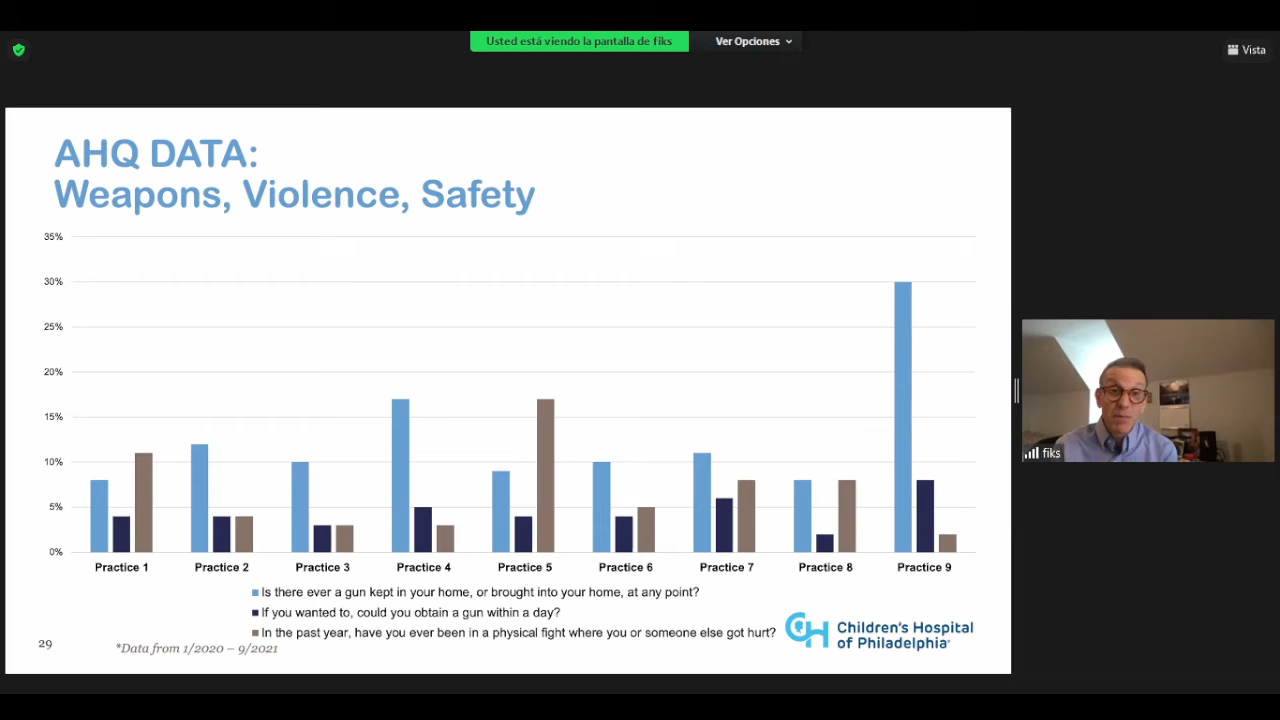 Usted está viendo la pantalla de fiks
Ver Opciones
Vista
AHQ DATA:
Weapons, Violence, Safety
35%
30%
25%
20%
15%
10%
5%
0%
Practice 1 Practice 2 Practice 3 Practice 4 Practice 5 Practice 6 Practice 7 Practice 8 Practice 9
Is there ever a gun kept in your home, or brought into your home, at any point?
If you wanted to, could you obtain a gun within a day?
In the past year, have you ever been in a physical fight where you or someone else got hurt?
29
*Data from 1/2020 – 9/2021
CH
Children's Hospital
of Philadelphia
fiks